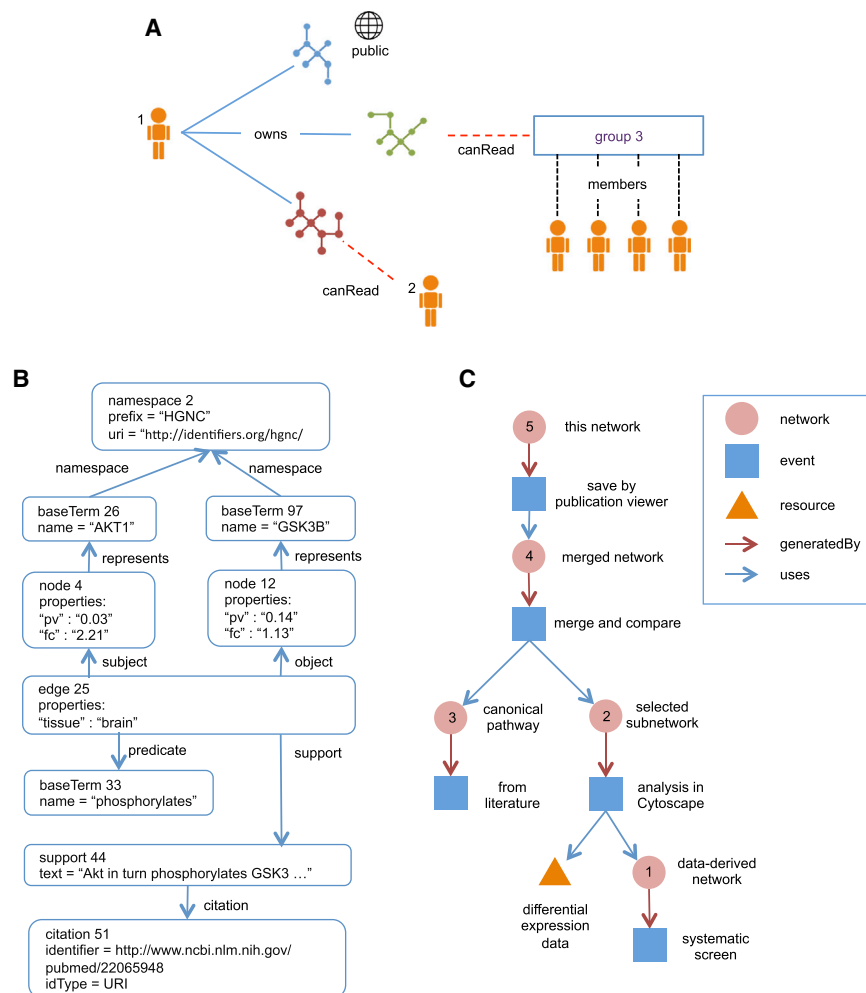 A
public
1
owns
canRead
group 3
members
canRead
2
B
namespace 2
prefix = “HGNC”
uri = “http://identifiers.org/hgnc/
namespace
namespace
baseTerm 26
name = “AKT1”
baseTerm 97
name = “GSK3B”
represents
represents
node 4
properties:
“pv” : “0.03”
“fc” : “2.21”
node 12
properties:
“pv” : “0.14”
“fc” : “1.13”
subject
object
edge 25
properties:
“tissue” : “brain”
predicate
support
baseTerm 33
name = “phosphorylates”
support 44
text = “Akt in turn phosphorylates GSK3 …”
citation
citation 51
identifier = http://www.ncbi.nlm.nih.gov/
pubmed/22065948
idType = URI
C
5
this network
save by
publication viewer
4
merged network
merge and compare
3
canonical
pathway
2
selected
subnetwork
from
literature
analysis in
Cytoscape
differential
expression
data
1
data-derived
network
systematic
screen
network
event
resource
generatedBy
uses